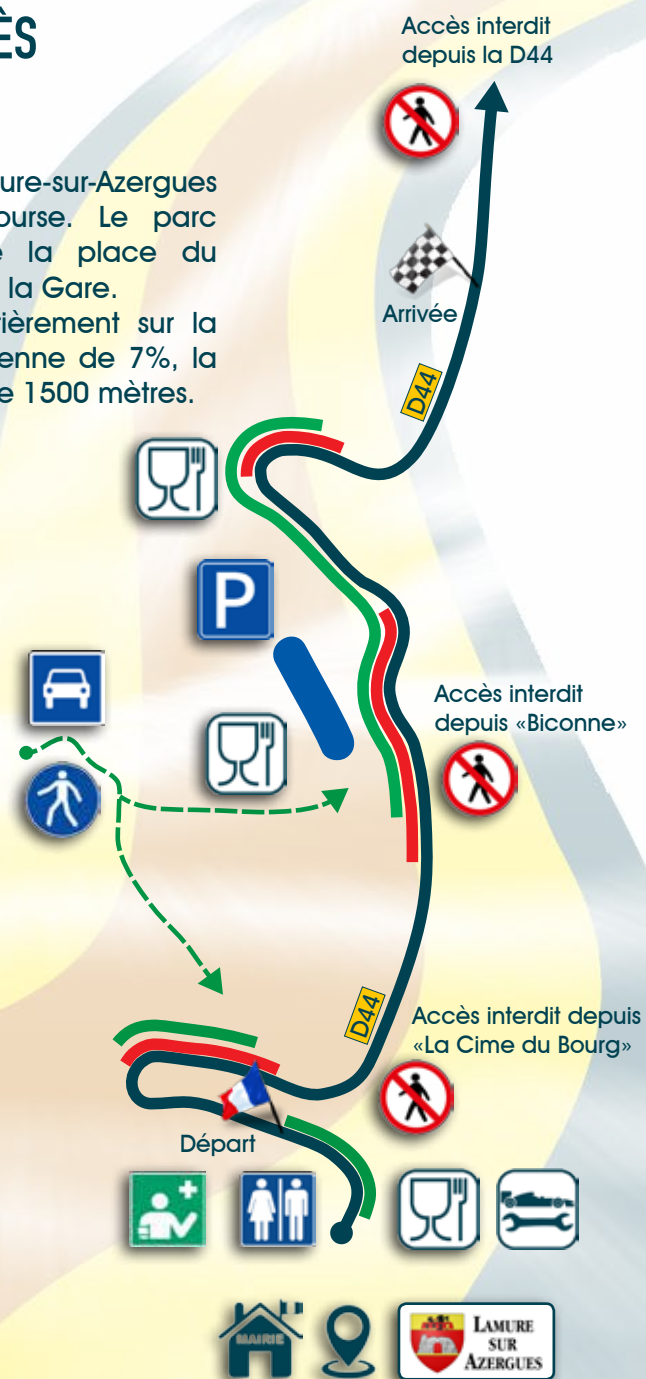 ÈS
Accès interdit
depuis la D44
ure-sur-Azergues
ourse. Le parc
la place du
la Gare.
ièrement sur la
enne de 7%, la
e 1500 mètres.
Arrivée
D44
P
Accès interdit
depuis «Biconne»
D44
Accès interdit depuis
«La Cime du Bourg»
Départ
MAIRIE
LAMURE
SUR
AZERGUES